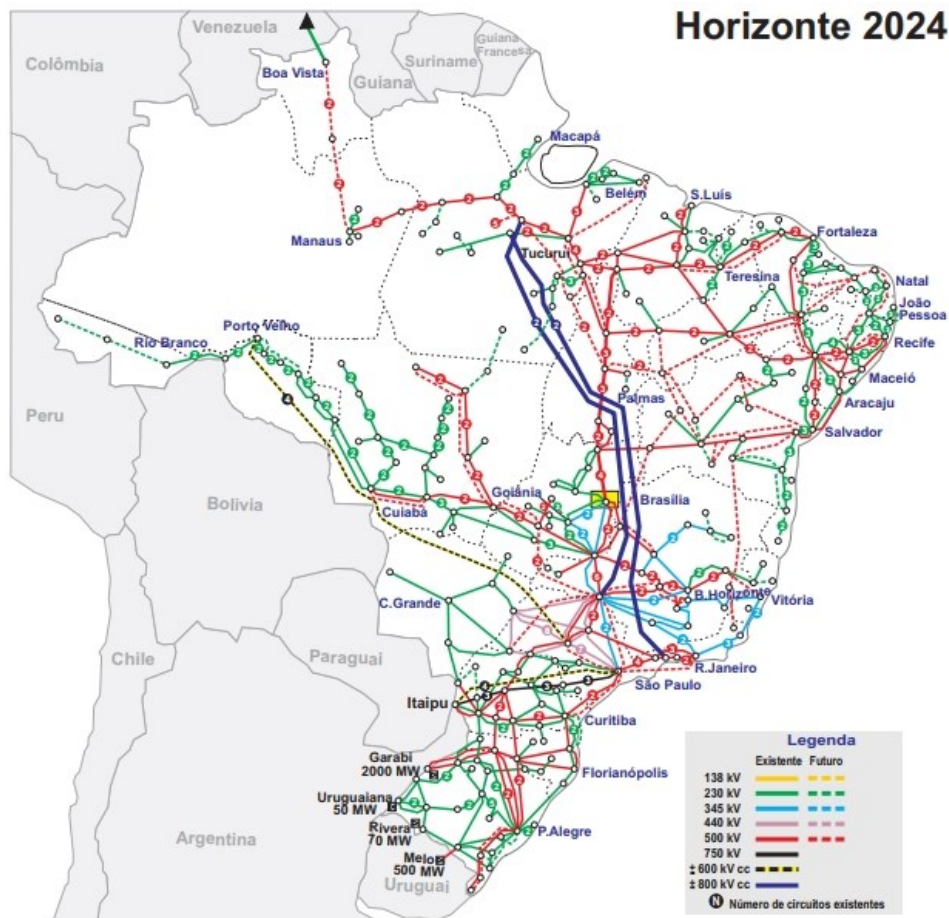 Horizonte 2024
Venezuela
Guiana
Francesa
Suriname
Colômbia
Boa Vista
Guiana
Macapá
Belém
S.Luís
Manaus
Fortaleza
Tucuruí
Teresina
Natal
João
Pessoa
Porto Velho
Rio Branco
Recife
Maceió
Peru
Palmas
Aracaju
Salvador
Goiânia
Brasília
Bolivia
Cuiabá
B.Horizonte
Vitória
C.Grande
Chile
Paraguai
R.Janeiro
São Paulo
Itaipu
Curitiba
Garabi
2000 MW
Florianópolis
Uruguaiana
50 MW
Rivera
70 MW
P.Alegre
Argentina
Melo
500 MW
Uruguai
Legenda
Existente Futuro
138 kV
230 kV
345 kV
440 kV
500 kV
750 kV
±600 kV cc
±800 kV cc
N Número de circuitos existentes